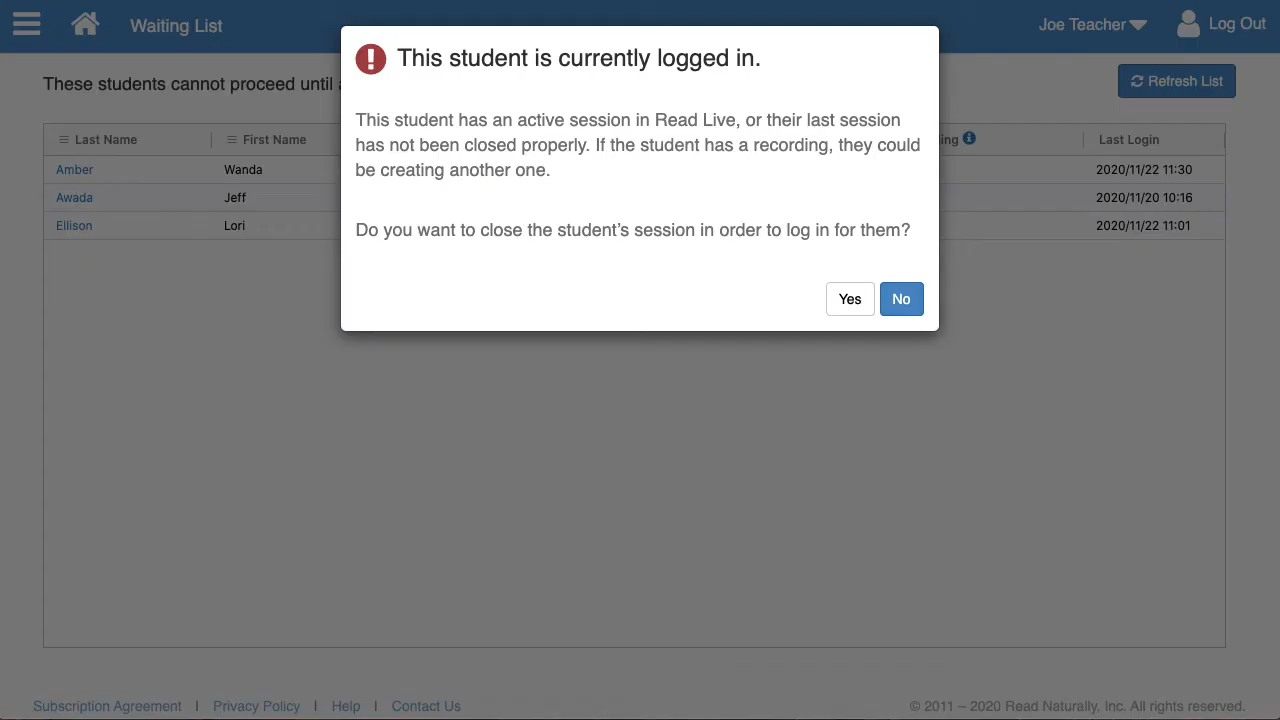 Waiting List
Joe Teacher
Log Out
This student is currently logged in.
These students cannot proceed until
Refresh List
This student has an active session in Read Live, or their last session
has not been closed properly. If the student has a recording, they could
be creating another one.
Do you want to close the student's session in order to log in for them?
Yes No
Last Name First Name ing Last Login
Amber Wanda 2020/11/22 11:30
Awada Jeff 2020/11/20 10:16
Ellison Lori 2020/11/22 11:01
Subscription Agreement | Privacy Policy | Help | Contact Us
© 2011 – 2020 Read Naturally, Inc. All rights reserved.